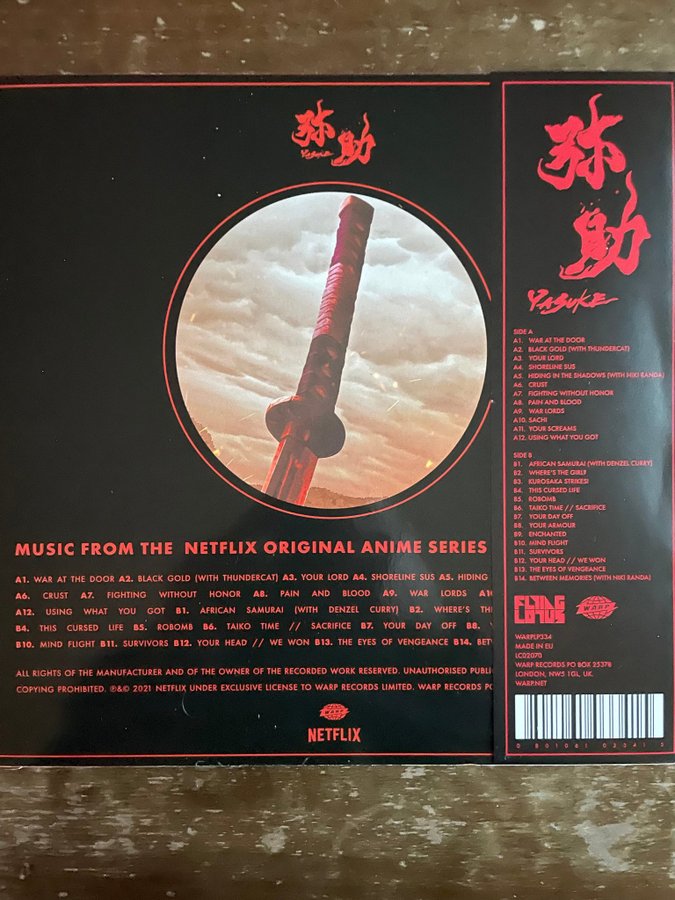 弥助
YASUKE
MUSIC FROM THE NETFLIX ORIGINAL ANIME SERIES
A1. WAR AT THE DOOR A2. BLACK GOLD (WITH THUNDERCAT) A3. YOUR LORD A4. SHORELINE SUS A5. HIDING
A6. CRUST A7. FIGHTING WITHOUT HONOR A8. PAIN AND BLOOD A9. WAR LORDS
A12. USING WHAT YOU GOT B1. AFRICAN SAMURAI (WITH DENZEL CURRY) B2. WHERE'S
B4. THIS CURSED LIFE B5. ROBOMB B6. TAIKO TIME // SACRIFICE B7. YOUR DAY OFF B8.
B10. MIND FLIGHT B11. SURVIVORS B12. YOUR HEAD // WE WON B13. THE EYES OF VENGEANCE B14.
ALL RIGHTS OF THE MANUFACTURER AND OF THE OWNER OF THE RECORDED WORK RESERVED. UNAUTHORISED
COPYING PROHIBITED. ℗&© 2021 NETFLIX UNDER EXCLUSIVE LICENSE TO WARP RECORDS LIMITED. WARP RECORDS
WARP
NETFLIX
弥助
YASUKE
SIDE A
A1. WAR AT THE DOOR
A2. BLACK GOLD (WITH THUNDERCAT)
A3. YOUR LORD
A4. SHORELINE SUS
A5. HIDING IN THE SHADOWS (WITH NIKI RANDA)
A6. CRUST
A7. FIGHTING WITHOUT HONOR
A8. PAIN AND BLOOD
A9. WAR LORDS
A10. SACHI
A11. YOUR SCREAMS
A12. USING WHAT YOU GOT
SIDE B
B1. AFRICAN SAMURAI (WITH DENZEL CURRY)
B2. WHERE'S THE GIRL?
B3. KUROSAKA STRIKES!
B4. THIS CURSED LIFE
B5. ROBOMB
B6. TAIKO TIME // SACRIFICE
B7. YOUR DAY OFF
B8. YOUR ARMOUR
B9. ENCHANTED
B10. MIND FLIGHT
B11. SURVIVORS
B12. YOUR HEAD // WE WON
B13. THE EYES OF VENGEANCE
B14. BETWEEN MEMORIES (WITH NIKI RANDA)
FLYING LOTUS
WARP
WARPLP334
MADE IN EU
LC02070
WARP RECORDS PO BOX 25378
LONDON, NW5 1GL, UK.
WARP.NET
0 801061 03341 2